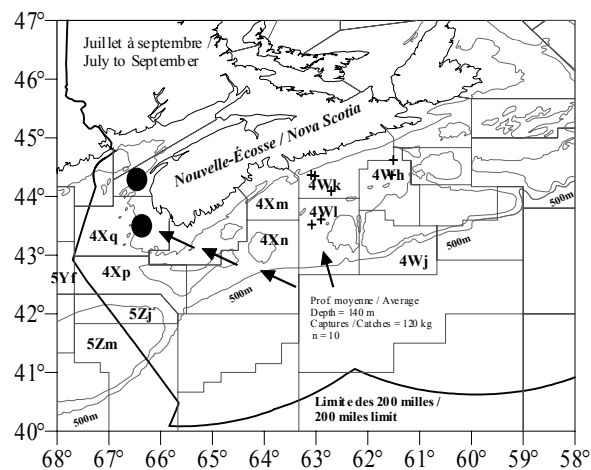 47°
Juillet à septembre /
July to September
46°
45°
Nouvelle-Écosse / Nova Scotia
44°
4Wk
4Wh
4Xm
4Wl
43°
4Xq
4Xn
500m
4Wj
5Yf
4Xp
500m
42°
5Zj
Prof. moyenne / Average
Depth = 140 m
Captures / Catches = 120 kg
n = 10
5Zm
41°
Limite des 200 milles /
200 miles limit
500m
40°
68° 67° 66° 65° 64° 63° 62° 61° 60° 59° 58°
500m